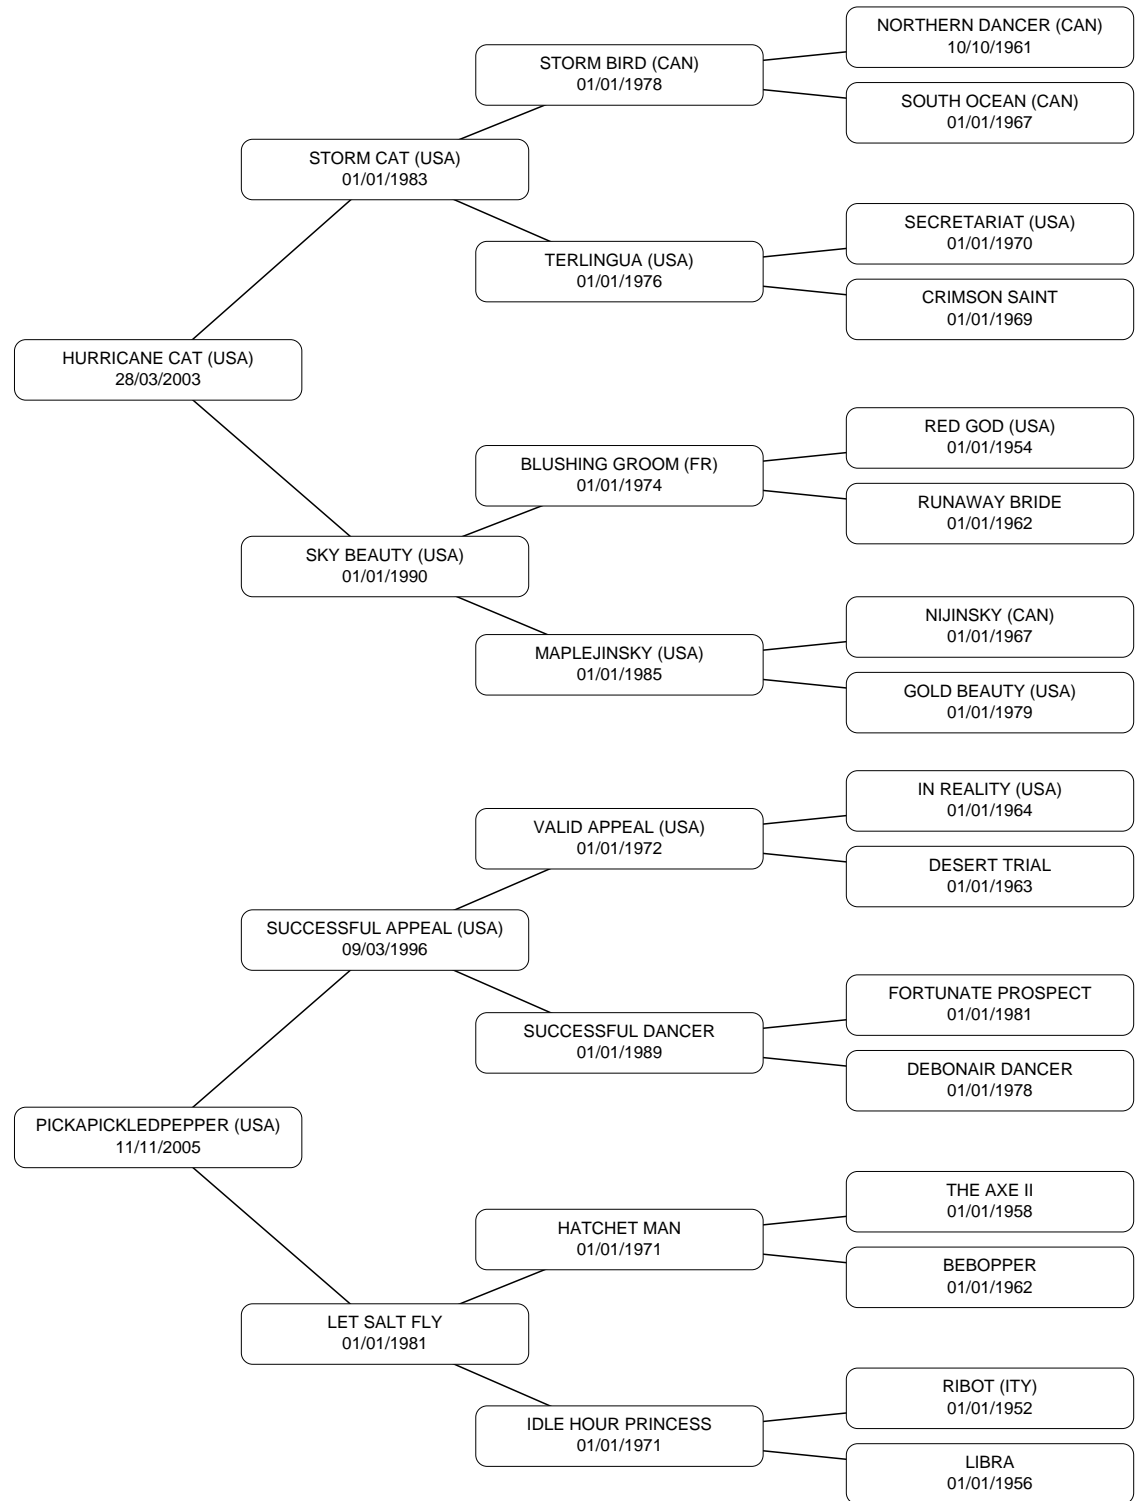 NORTHERN DANCER (CAN)
10/10/1961
STORM BIRD (CAN)
01/01/1978
SOUTH OCEAN (CAN)
01/01/1967
STORM CAT (USA)
01/01/1983
SECRETARIAT (USA)
01/01/1970
TERLINGUA (USA)
01/01/1976
CRIMSON SAINT
01/01/1969
HURRICANE CAT (USA)
28/03/2003
RED GOD (USA)
01/01/1954
BLUSHING GROOM (FR)
01/01/1974
RUNAWAY BRIDE
01/01/1962
SKY BEAUTY (USA)
01/01/1990
NIJINSKY (CAN)
01/01/1967
MAPLEJINSKY (USA)
01/01/1985
GOLD BEAUTY (USA)
01/01/1979
IN REALITY (USA)
01/01/1964
VALID APPEAL (USA)
01/01/1972
DESERT TRIAL
01/01/1963
SUCCESSFUL APPEAL (USA)
09/03/1996
FORTUNATE PROSPECT
01/01/1981
SUCCESSFUL DANCER
01/01/1989
DEBONAIR DANCER
01/01/1978
PICKAPICKLEDPEPPER (USA)
11/11/2005
THE AXE II
01/01/1958
HATCHET MAN
01/01/1971
BEBOPPER
01/01/1962
LET SALT FLY
01/01/1981
RIBOT (ITY)
01/01/1952
IDLE HOUR PRINCESS
01/01/1971
LIBRA
01/01/1956